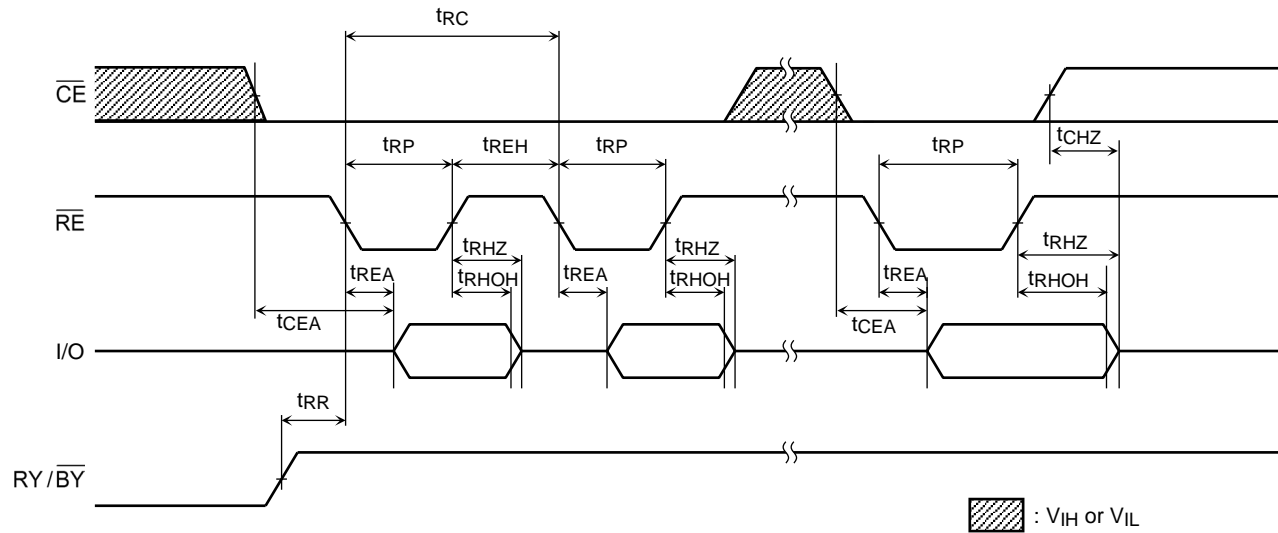 tRC
CE
tCHZ
tRP tREH tRP tRP
RE
tRHZ tRHZ tRHZ
tREA tRHOH tREA tRHOH tREA tRHOH
tCEA tCEA
I/O
tRR
RY/BY
: VIH or VIL